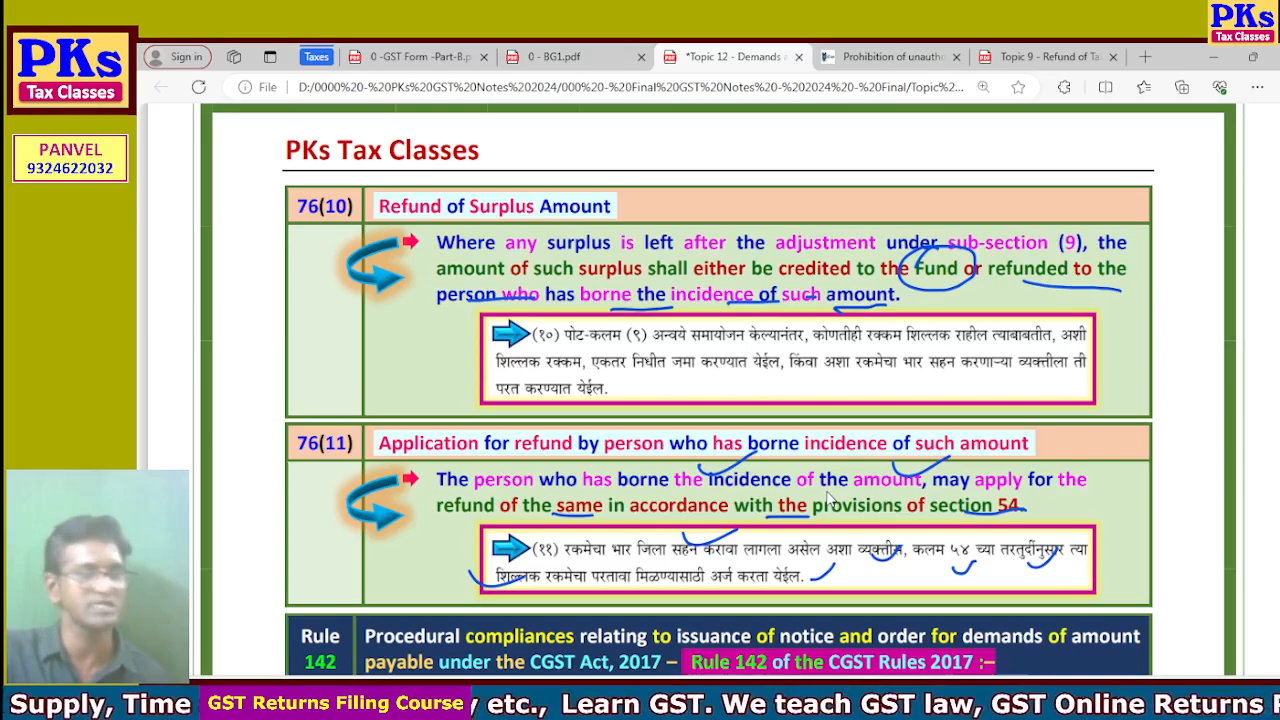 PKs
Tax Classes
PKs
Tax Classes
PANVEL
9324622032
Sign in
Taxes
0 -GST Form -Part-B.p
0 - BG1.pdf
*Topic 12 - Demands a
Prohibition of unautho
Topic 9 - Refund of Ta
File
D:/0000%20-%20PKs%20GST%20Notes%202024/000%20-%20Final%20GST%20Notes%202024%20-%20Final/Topic%2...
PKs Tax Classes
76(10) Refund of Surplus Amount
Where any surplus is left after the adjustment under sub-section (9), the
amount of such surplus shall either be credited to the Fund or refunded to the
person who has borne the incidence of such amount.
(१०) पोट-कलम (९) अन्वये समायोजन केल्यानंतर, कोणतीही रक्कम शिल्लक राहील त्याबाबतीत, अशी
शिल्लक रक्कम, एकतर निधीत जमा करण्यात येईल, किंवा अशा रकमेचा भार सहन करणाऱ्या व्यक्तीला ती
परत करण्यात येईल.
76(11) Application for refund by person who has borne incidence of such amount
The person who has borne the incidence of the amount, may apply for the
refund of the same in accordance with the provisions of section 54.
(११) रकमेचा भार जिला सहन करावा लागला असेल अशा व्यक्तीस, कलम ५४ च्या तरतुदींनुसार त्या
शिल्लक रकमेचा परतावा मिळण्यासाठी अर्ज करता येईल.
Rule 142 Procedural compliances relating to issuance of notice and order for demands of amount
payable under the CGST Act, 2017 – Rule 142 of the CGST Rules 2017 :–
Supply, Time GST Returns Filing Course y etc., Learn GST. We teach GST law, GST Online Returns